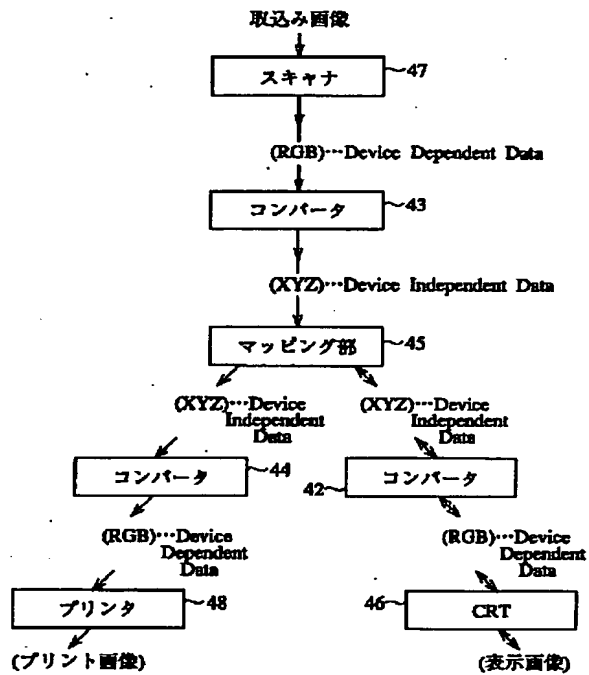 取込み画像
スキャナ
47
(RGB)…Device Dependent Data
コンバータ
43
(XYZ)…Device Independent Data
マッピング部
45
(XYZ)…Device
Independent
Data
(XYZ)…Device
Independent
Data
コンバータ
44
42
コンバータ
(RGB)…Device
Dependent
Data
(RGB)…Device
Dependent
Data
プリンタ
48
46
CRT
(プリント画像)
(表示画像)